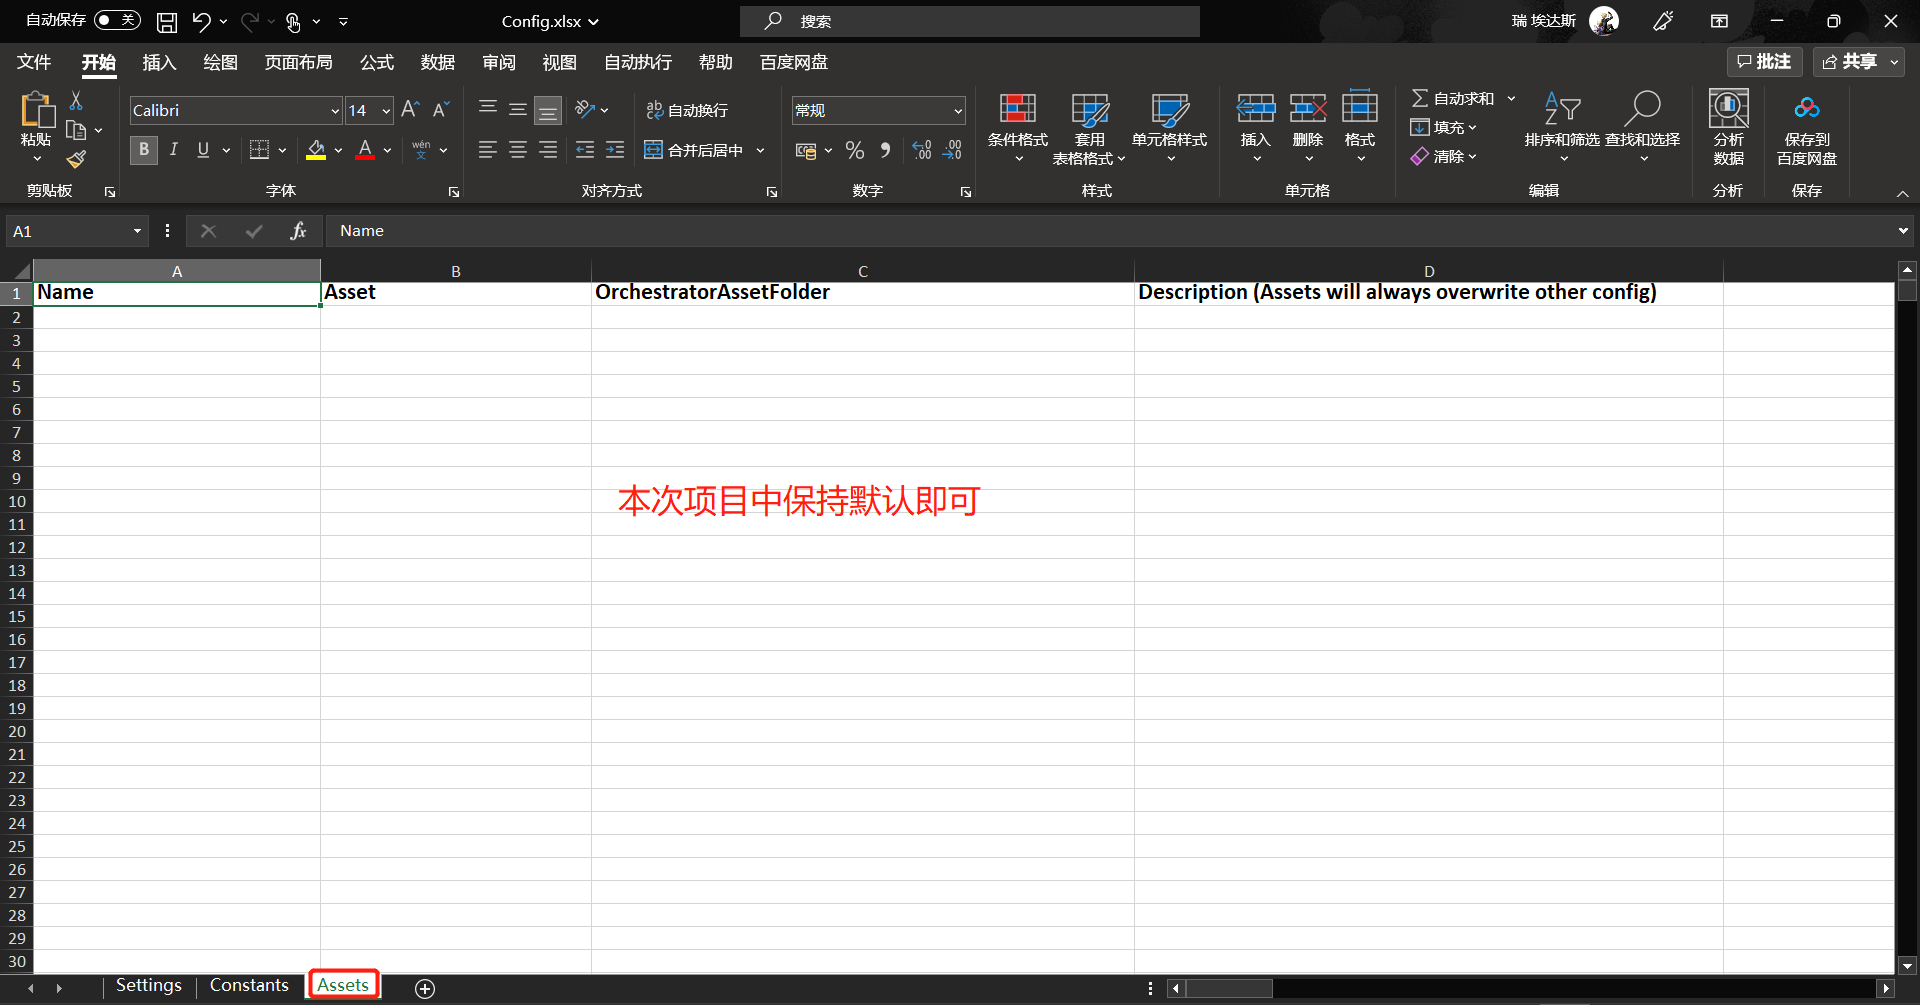 自动保存 关 Config.xlsx 搜索 瑞 埃达斯
文件 开始 插入 绘图 页面布局 公式 数据 审阅 视图 自动执行 帮助 百度网盘 批注 共享
粘贴
剪贴板
Calibri 14
B I U A wén 文
字体
ab 自动换行
合并后居中
对齐方式
常规
% .00 .00
数字
条件格式 套用 表格格式 单元格样式
样式
插入 删除 格式
单元格
自动求和
填充
清除
排序和筛选 查找和选择
编辑
分析 数据
分析
保存到 百度网盘
保存
A1 fx Name
A B C D
1 Name Asset OrchestratorAssetFolder Description (Assets will always overwrite other config)
2
3
4
5
6
7
8
9
10 本次项目中保持默认即可
11
12
13
14
15
16
17
18
19
20
21
22
23
24
25
26
27
28
29
30
Settings Constants Assets